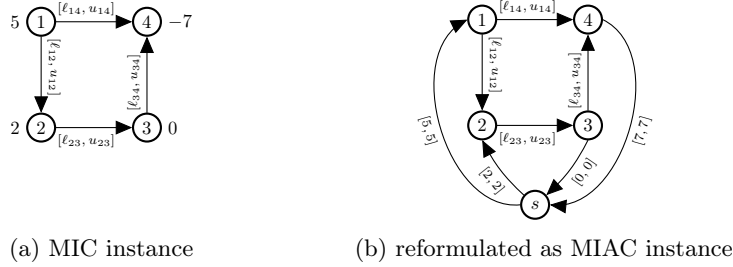 5 1 [ℓ₁₄, u₁₄] 4 −7
[ℓ₁₂, u₁₂]
[ℓ₃₄, u₃₄]
2 2 [ℓ₂₃, u₂₃] 3 0
(a) MIC instance
1 [ℓ₁₄, u₁₄] 4
[ℓ₁₂, u₁₂]
[ℓ₃₄, u₃₄]
2 [ℓ₂₃, u₂₃] 3
[5, 5]
[2, 2]
[0, 0]
[7, 7]
s
(b) reformulated as MIAC instance